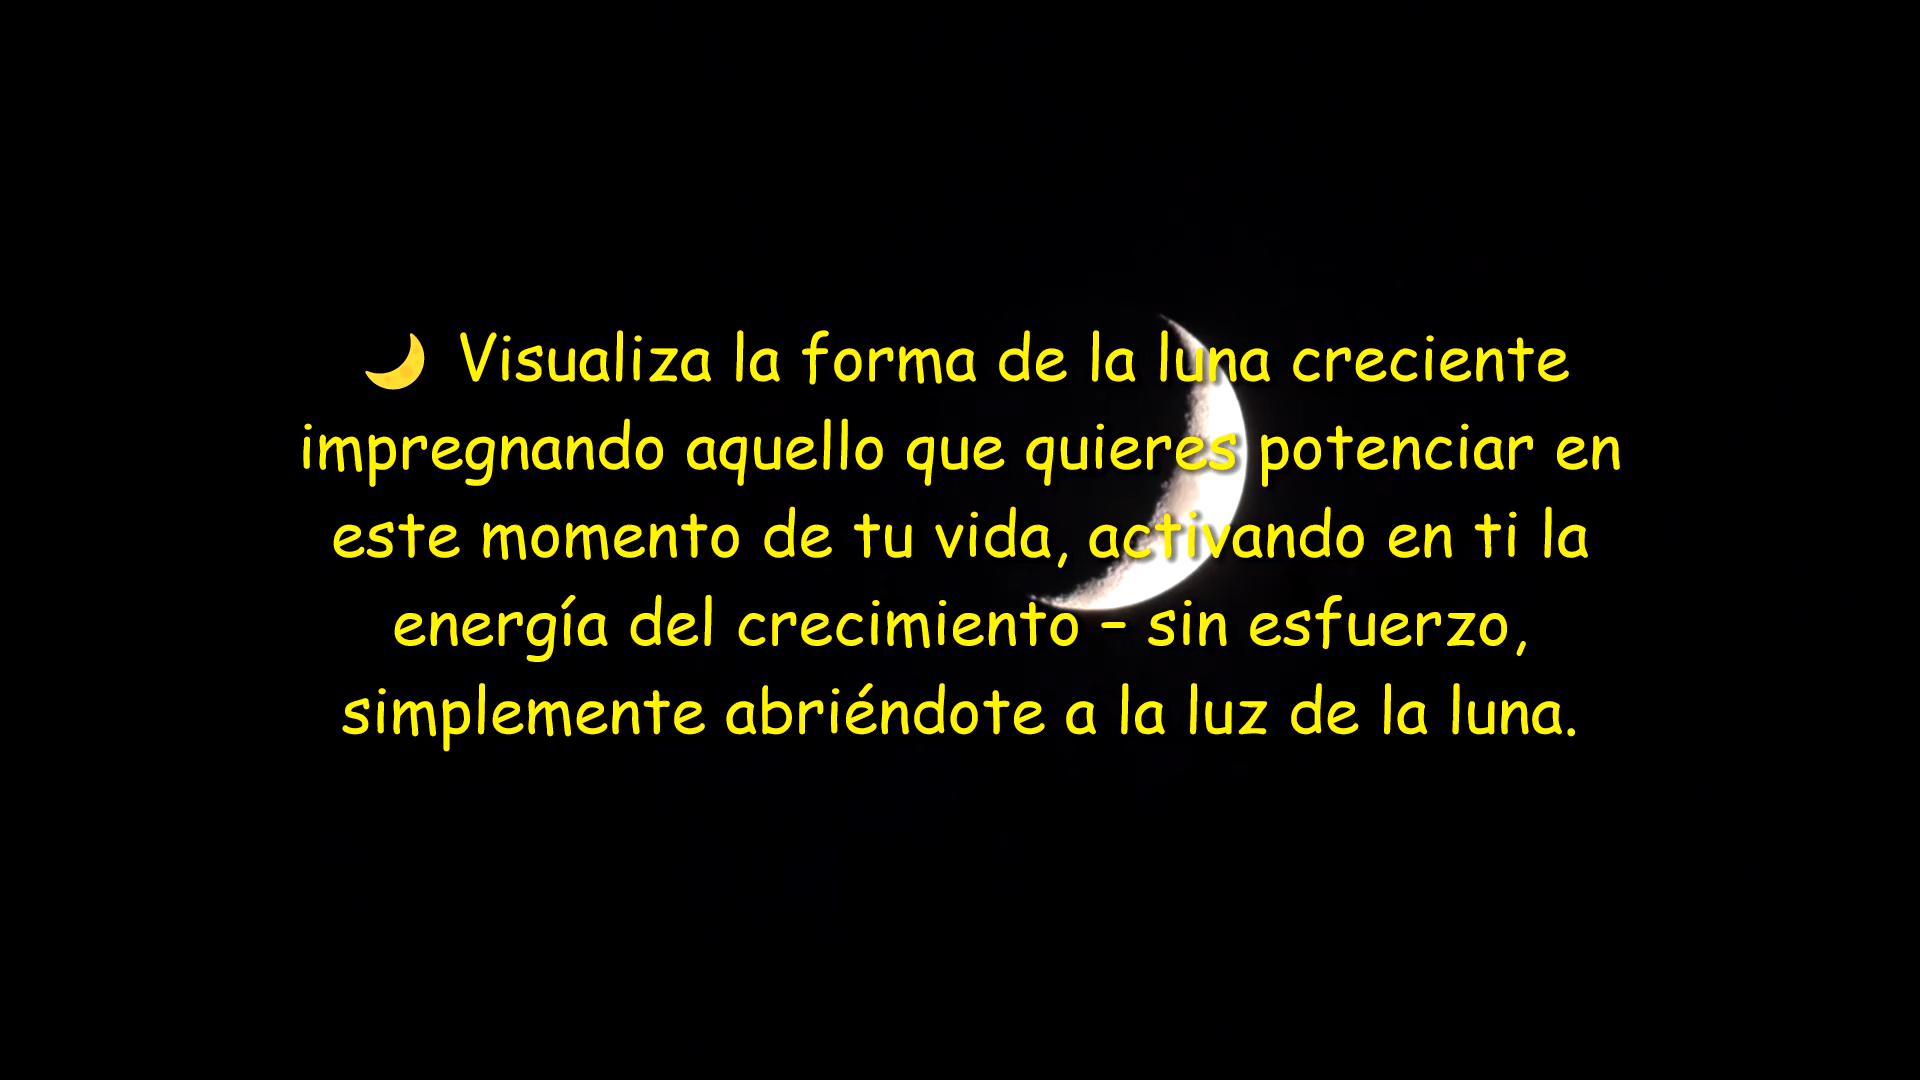 🌙 Visualiza la forma de la luna creciente
impregnando aquello que quieres potenciar en
este momento de tu vida, activando en ti la
energía del crecimiento – sin esfuerzo,
simplemente abriéndote a la luz de la luna.